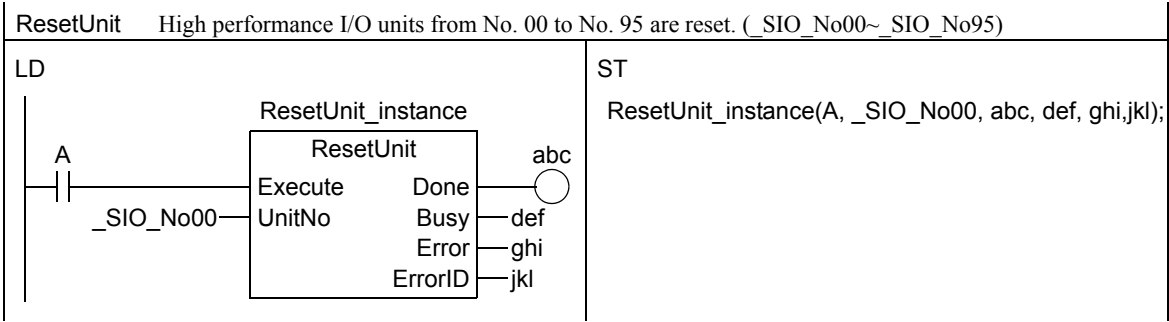 ResetUnit High performance I/O units from No. 00 to No. 95 are reset. (_SIO_No00~_SIO_No95)
LD
ResetUnit_instance
ResetUnit
A
abc
Execute Done
_SIO_No00 UnitNo Busy def
Error ghi
ErrorID jkl
ST
ResetUnit_instance(A, _SIO_No00, abc, def, ghi,jkl);